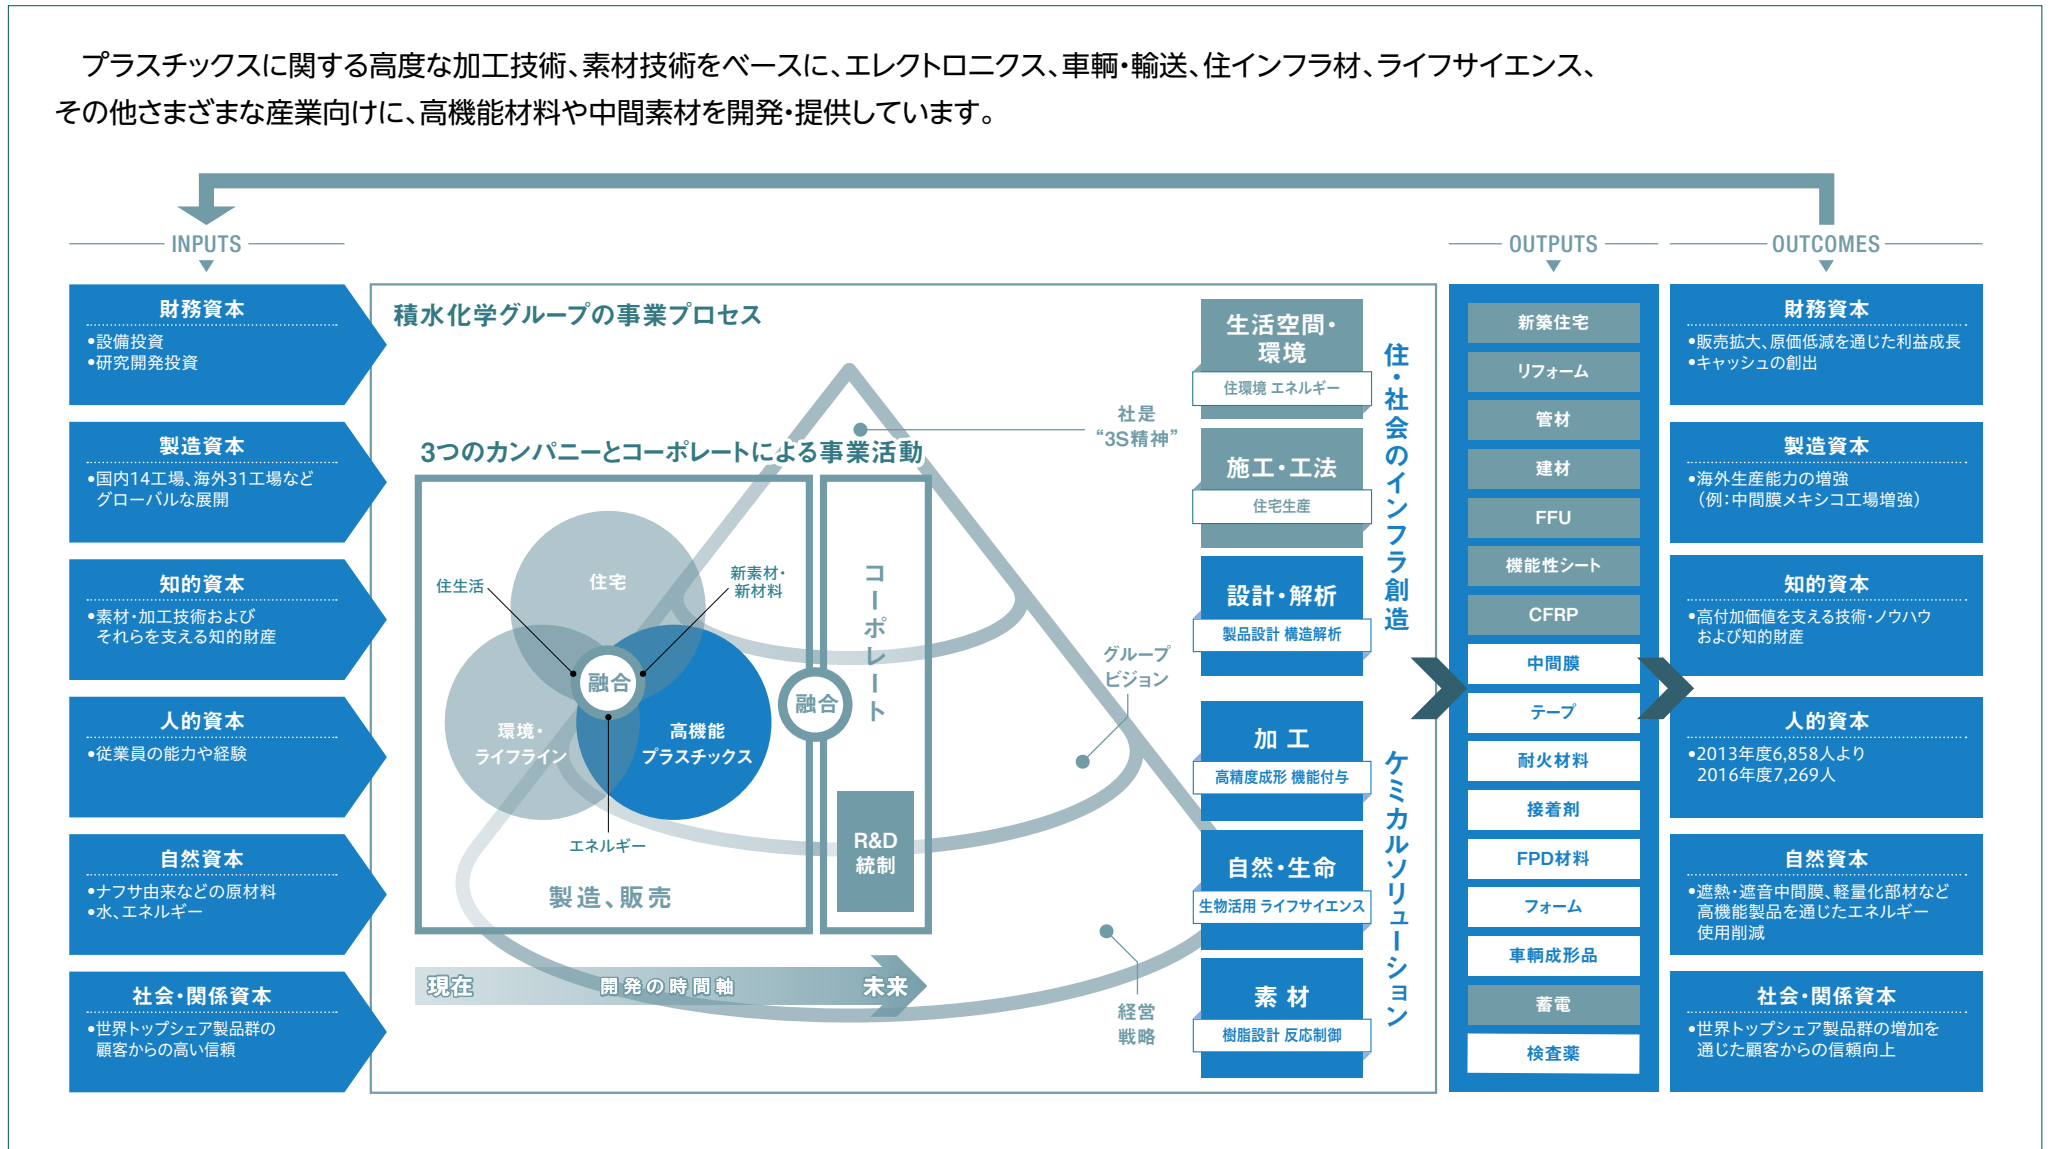 プラスチックスに関する高度な加工技術、素材技術をベースに、エレクトロニクス、車輌・輸送、住インフラ材、ライフサイエンス、
その他さまざまな産業向けに、高機能材料や中間素材を開発・提供しています。
INPUTS
財務資本
•設備投資
•研究開発投資
製造資本
•国内14工場、海外31工場など
グローバルな展開
知的資本
•素材・加工技術および
それらを支える知的財産
人的資本
•従業員の能力や経験
自然資本
•ナフサ由来などの原材料
•水、エネルギー
社会・関係資本
•世界トップシェア製品群の
顧客からの高い信頼
積水化学グループの事業プロセス
3つのカンパニーとコーポレートによる事業活動
住宅
住生活
新素材・
新材料
融合
環境・
ライフライン
高機能
プラスチックス
エネルギー
製造、販売
コーポレート
融合
R&D
統制
現在
開発の時間軸
未来
社是
“3S精神”
グループ
ビジョン
経営
戦略
生活空間・
環境
住環境 エネルギー
施工・工法
住宅生産
設計・解析
製品設計 構造解析
加 工
高精度成形 機能付与
自然・生命
生物活用 ライフサイエンス
素 材
樹脂設計 反応制御
住・社会のインフラ創造
ケミカルソリューション
OUTPUTS
新築住宅
リフォーム
管材
建材
FFU
機能性シート
CFRP
中間膜
テープ
耐火材料
接着剤
FPD材料
フォーム
車輌成形品
蓄電
検査薬
OUTCOMES
財務資本
•販売拡大、原価低減を通じた利益成長
•キャッシュの創出
製造資本
•海外生産能力の増強
（例：中間膜メキシコ工場増強）
知的資本
•高付加価値を支える技術・ノウハウ
および知的財産
人的資本
•2013年度6,858人より
2016年度7,269人
自然資本
•遮熱・遮音中間膜、軽量化部材など
高機能製品を通じたエネルギー
使用削減
社会・関係資本
•世界トップシェア製品群の増加を
通じた顧客からの信頼向上